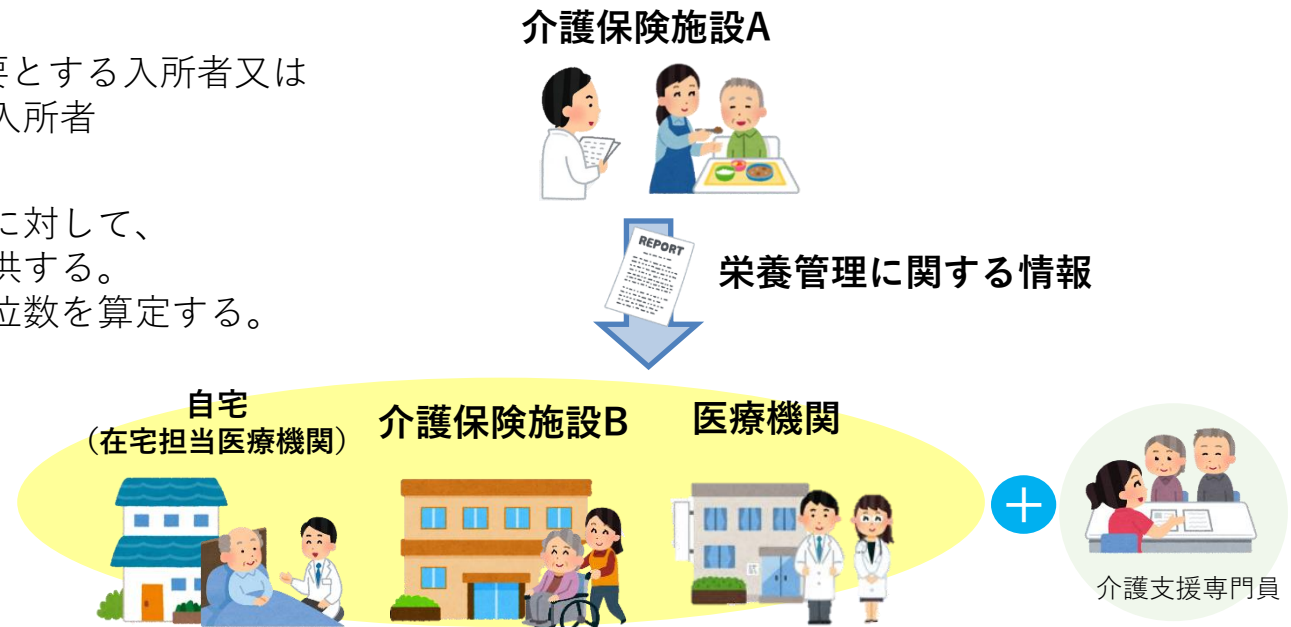 介護保険施設A
要とする入所者又は
入所者
に対して、
供する。
位数を算定する。
REPORT
栄養管理に関する情報
自宅
（在宅担当医療機関）
介護保険施設B
医療機関
＋
介護支援専門員